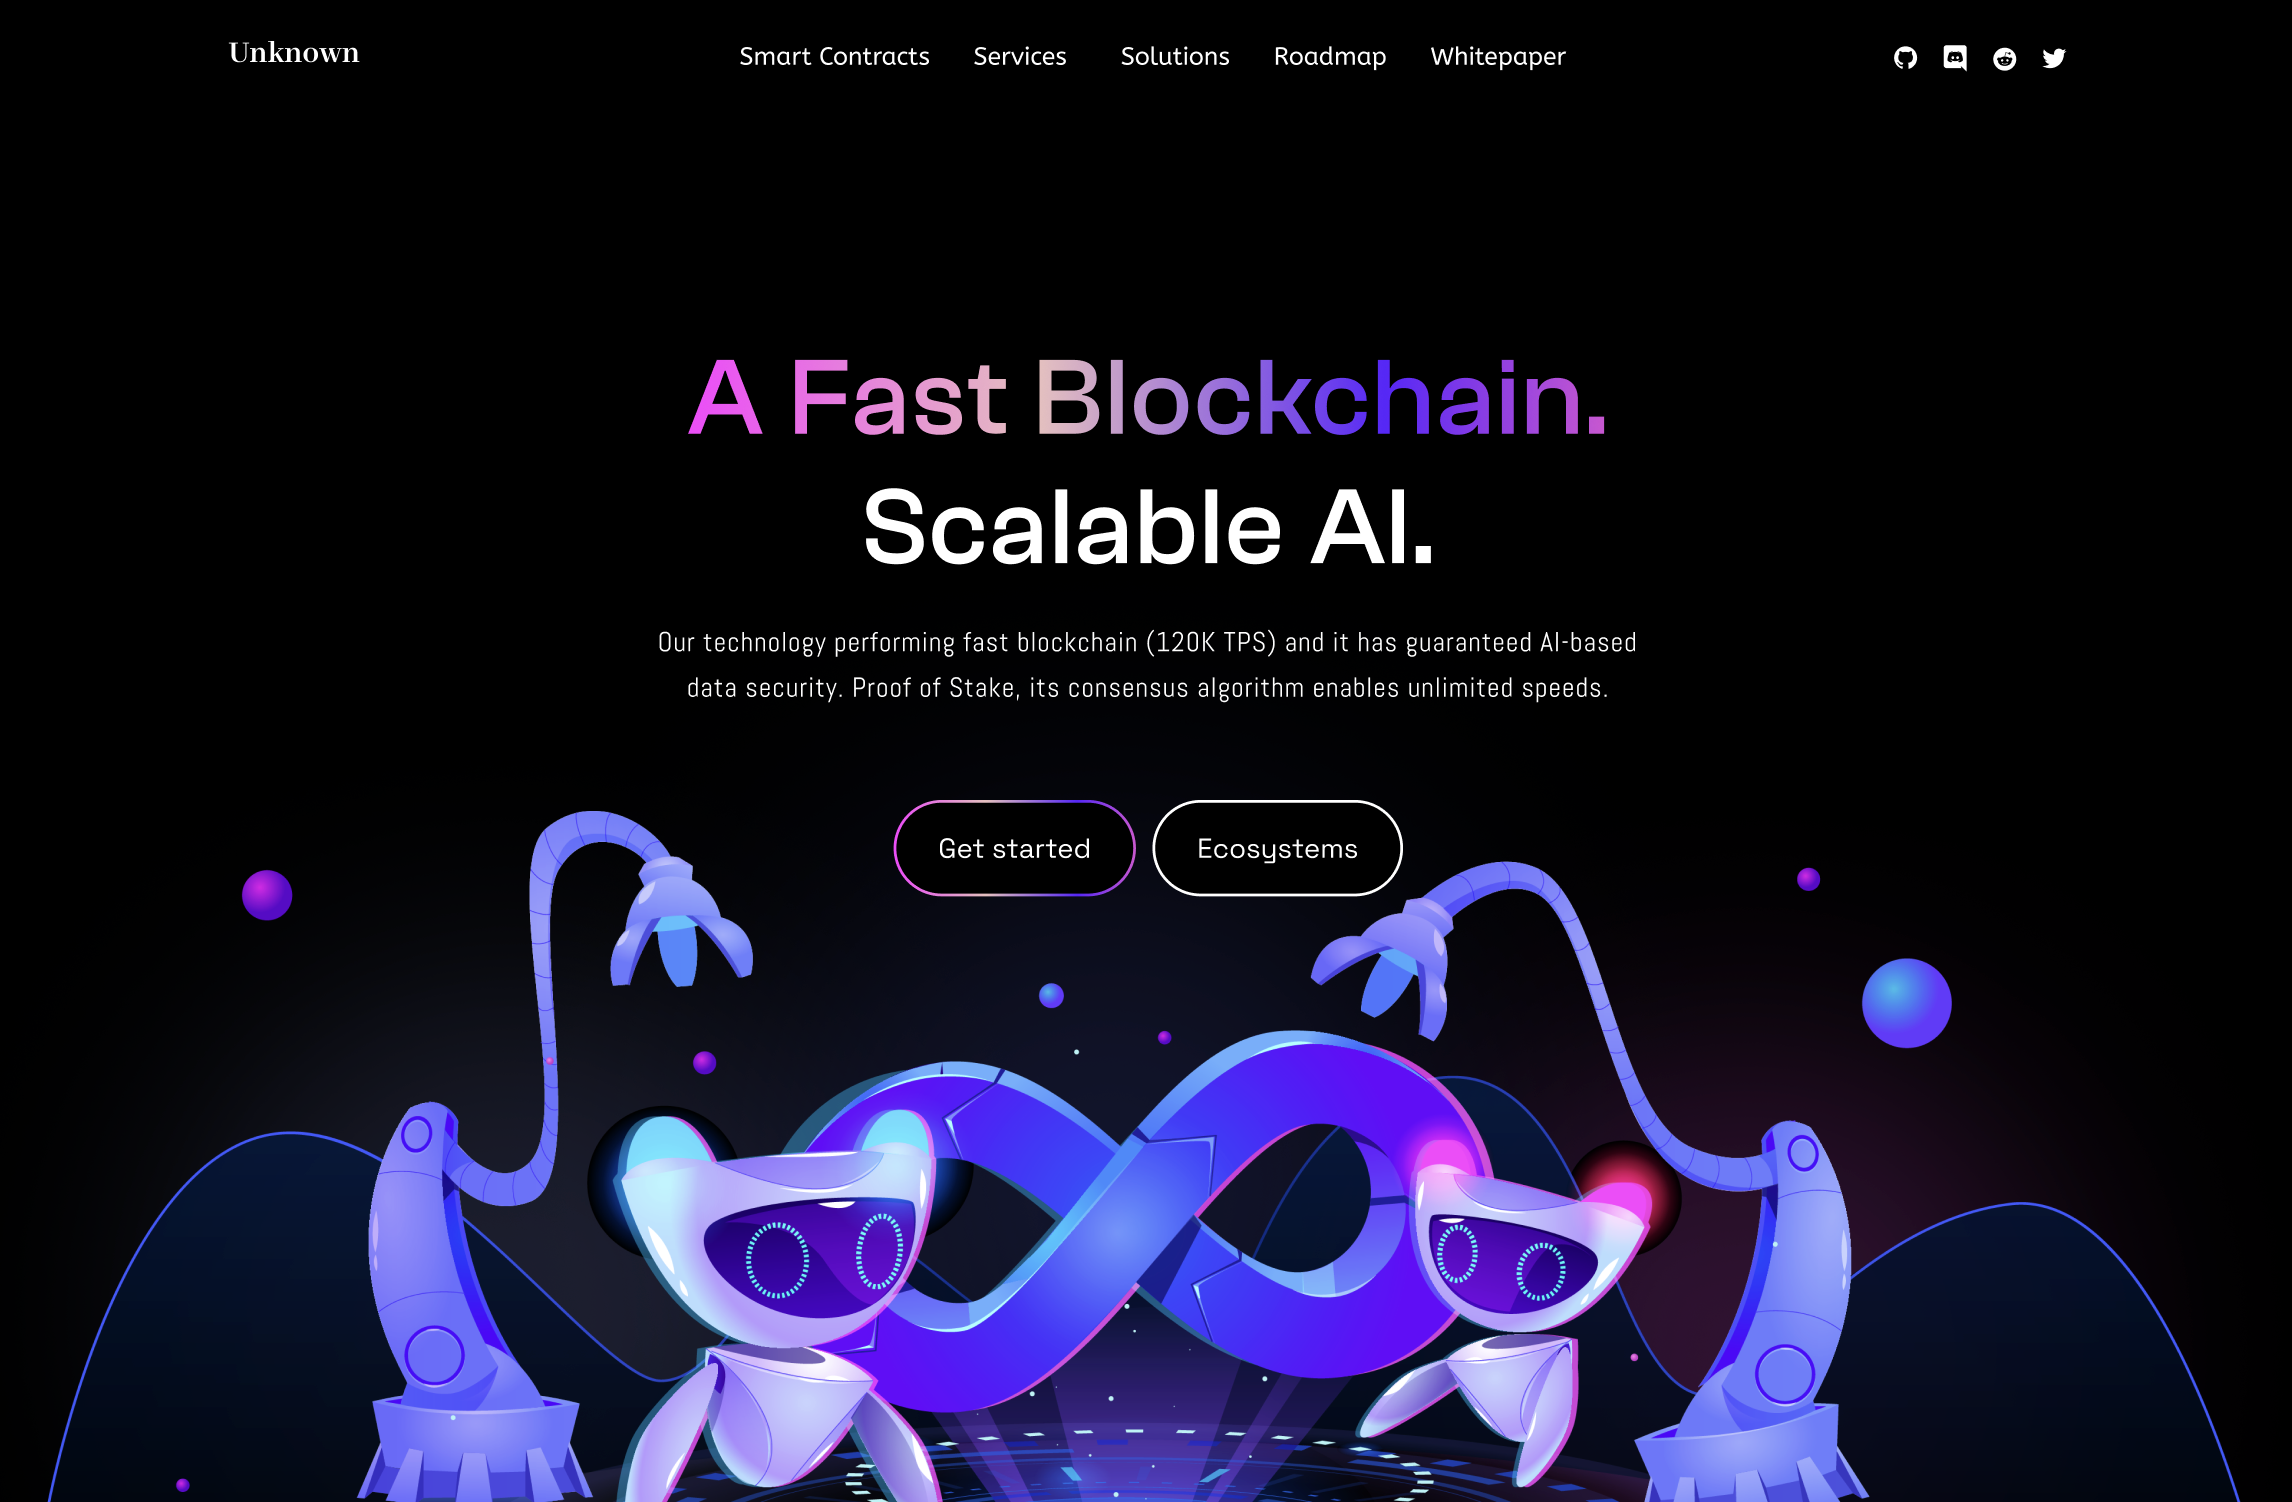 Unknown
Smart Contracts
Services
Solutions
Roadmap
Whitepaper
A Fast Blockchain.
Scalable AI.
Our technology performing fast blockchain (120K TPS) and it has guaranteed AI-based
data security. Proof of Stake, its consensus algorithm enables unlimited speeds.
Get started
Ecosystems